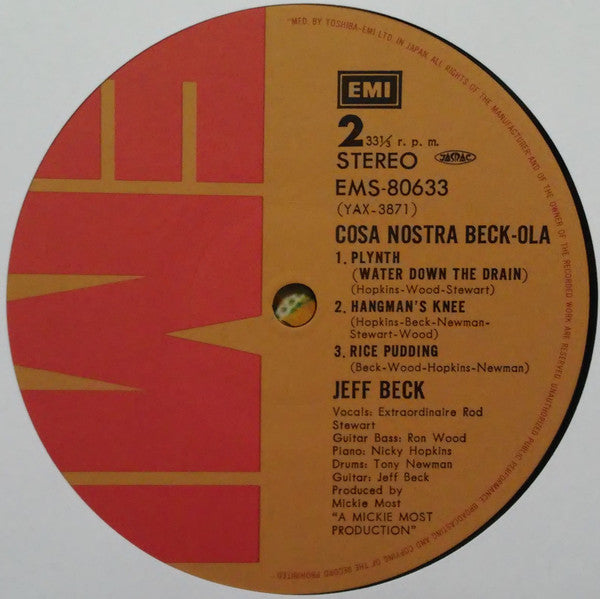 "MFD. BY TOSHIBA-EMI LTD. IN JAPAN. ALL RIGHTS OF THE MANUFACTURER AND OF THE OWNER OF THE RECORDED WORK ARE RESERVED. UNAUTHORIZED PUBLIC PERFORMANCE, BROADCASTING AND COPYING OF THE RECORD PROHIBITED.
EMI
EMI
2 33⅓ r. p. m.
STEREO JASRAC
EMS-80633
(YAX-3871)
COSA NOSTRA BECK-OLA
1. PLYNTH
(WATER DOWN THE DRAIN)
(Hopkins-Wood-Stewart)
2. HANGMAN'S KNEE
(Hopkins-Beck-Newman-
Stewart-Wood)
3. RICE PUDDING
(Beck-Wood-Hopkins-Newman)
JEFF BECK
Vocals: Extraordinaire Rod
Stewart
Guitar Bass: Ron Wood
Piano: Nicky Hopkins
Drums: Tony Newman
Guitar: Jeff Beck
Produced by
Mickie Most
"A MICKIE MOST
PRODUCTION"